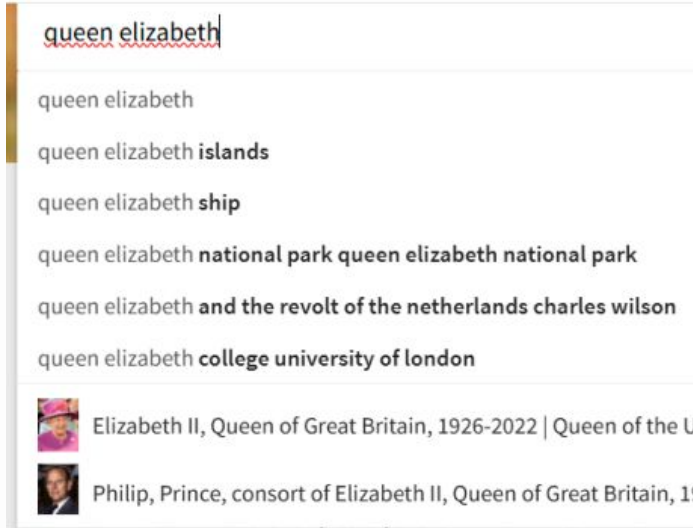 queen elizabeth
queen elizabeth
queen elizabeth islands
queen elizabeth ship
queen elizabeth national park queen elizabeth national park
queen elizabeth and the revolt of the netherlands charles wilson
queen elizabeth college university of london
Elizabeth II, Queen of Great Britain, 1926-2022 | Queen of the U
Philip, Prince, consort of Elizabeth II, Queen of Great Britain, 19